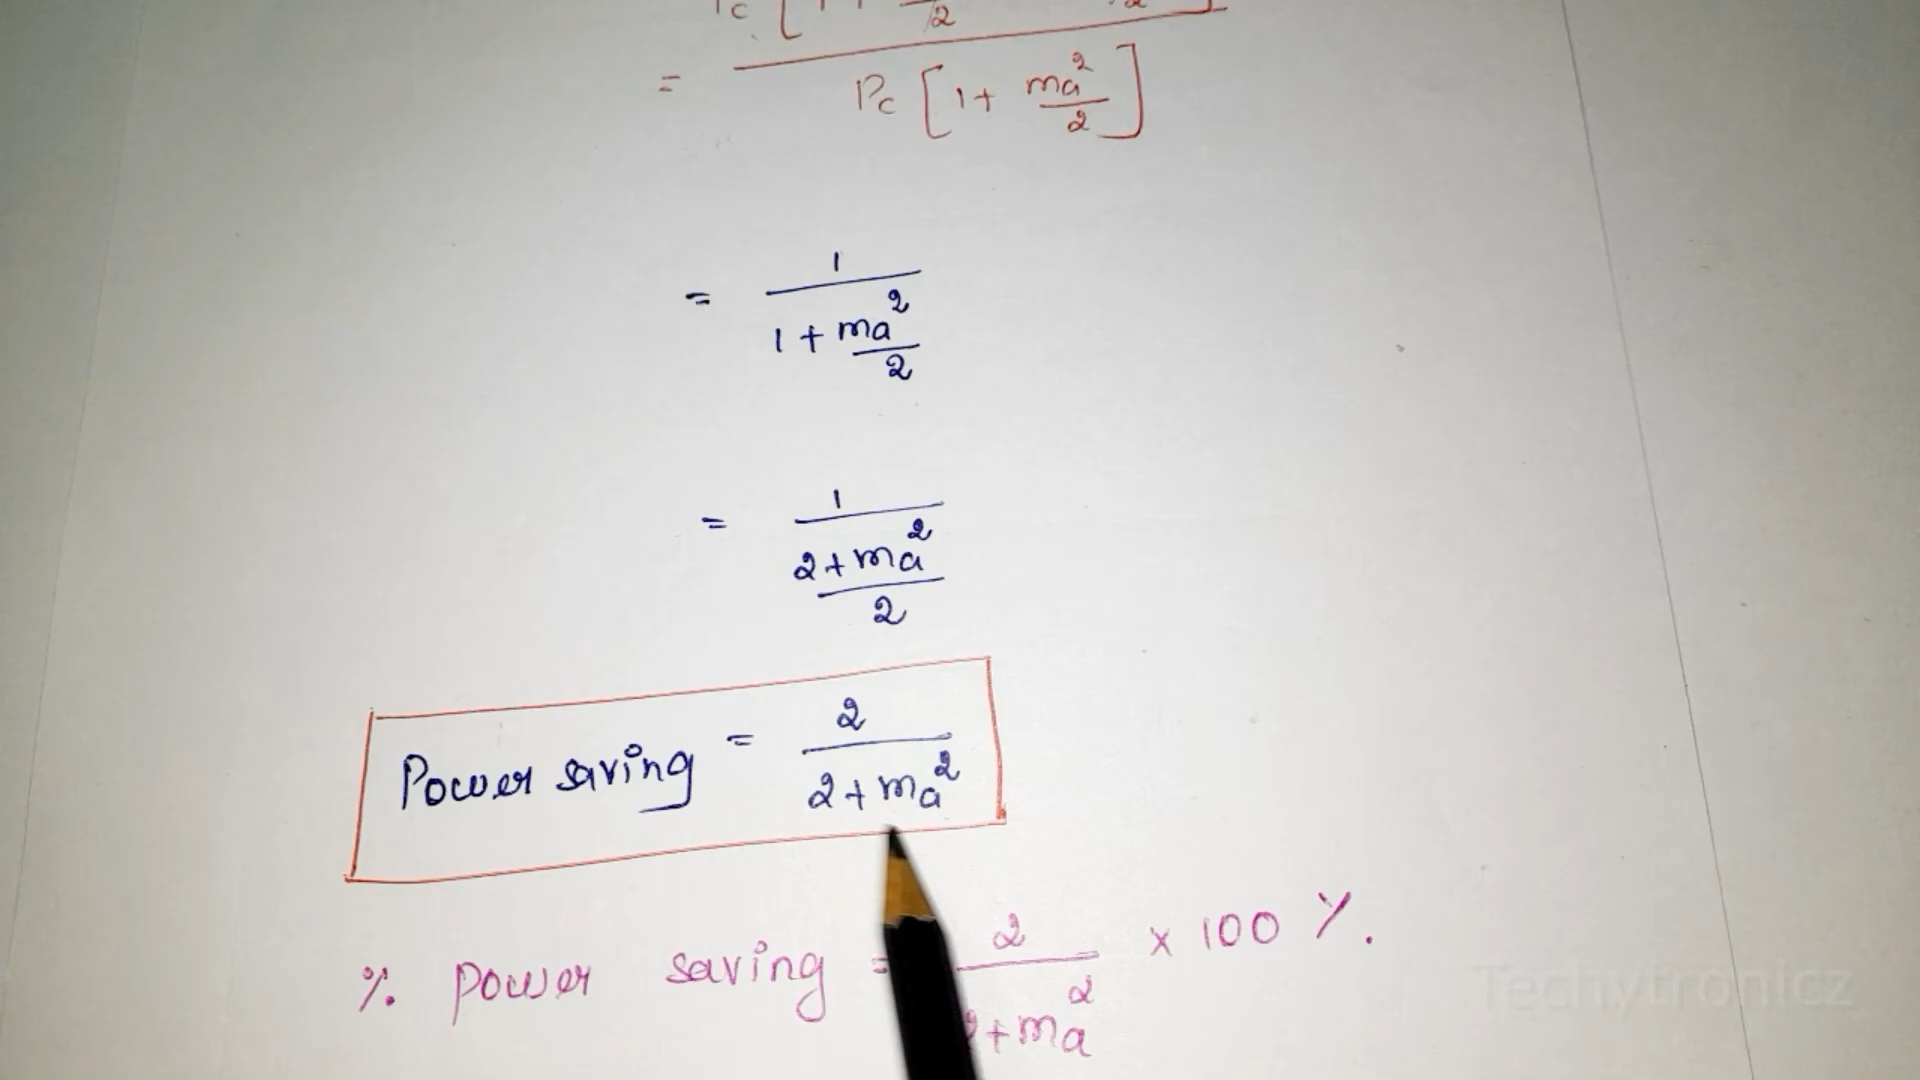 = Pc [1 + ma²/2]
= 1 / 1 + ma²/2
= 1 / 2 + ma²/2
Power saving = 2 / 2 + ma²
% Power saving = 2 / 2 + ma² × 100 %.
Techytronicz